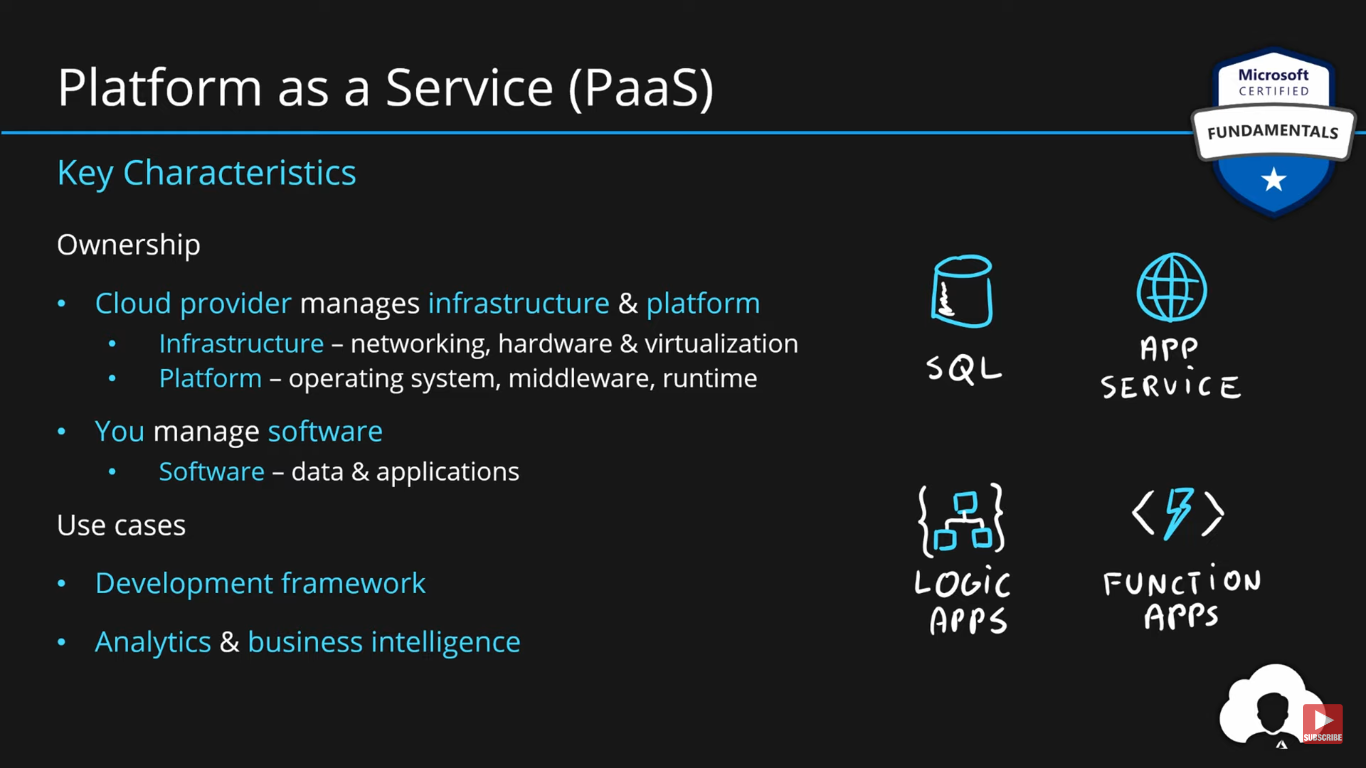 Platform as a Service (PaaS)
Microsoft
CERTIFIED
FUNDAMENTALS
Key Characteristics
Ownership
• Cloud provider manages infrastructure & platform
• Infrastructure – networking, hardware & virtualization
• Platform – operating system, middleware, runtime
• You manage software
• Software – data & applications
Use cases
• Development framework
• Analytics & business intelligence
SQL
APP
SERVICE
LOGIC
APPS
FUNCTION
APPS
SUBSCRIBE